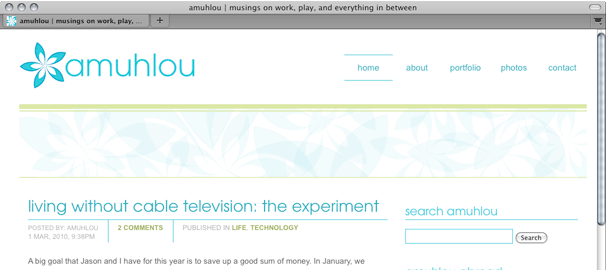 amuhlou | musings on work, play, and everything in between
amuhlou | musings on work, play, ...
amuhlou
home about portfolio photos contact
living without cable television: the experiment
POSTED BY: AMUHLOU
1 MAR, 2010, 9:38PM
2 COMMENTS
PUBLISHED IN LIFE, TECHNOLOGY
A big goal that Jason and I have for this year is to save up a good sum of money. In January, we
search amuhlou
Search